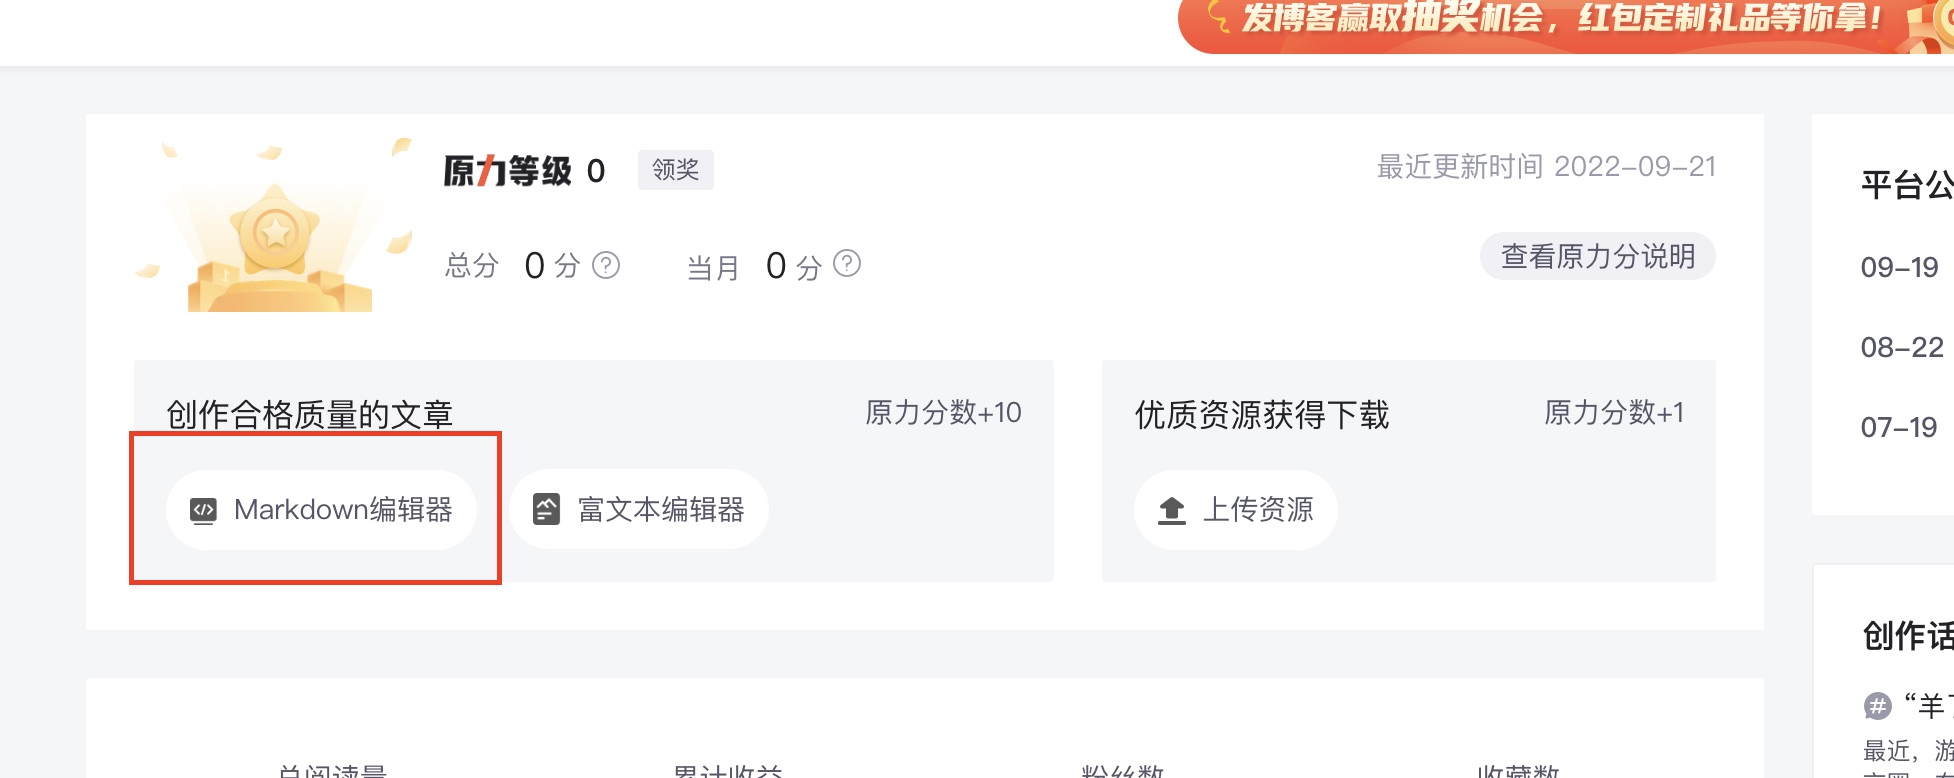 发博客赢取抽奖机会，红包定制礼品等你拿！
原力等级 0 领奖
最近更新时间 2022-09-21
总分 0 分 ? 当月 0 分 ?
查看原力分说明
创作合格质量的文章 原力分数+10
Markdown编辑器 富文本编辑器
优质资源获得下载 原力分数+1
上传资源
总阅读量 累计收益 粉丝数 收藏数
平台公
09-19
08-22
07-19
创作话
# “羊了
最近，游